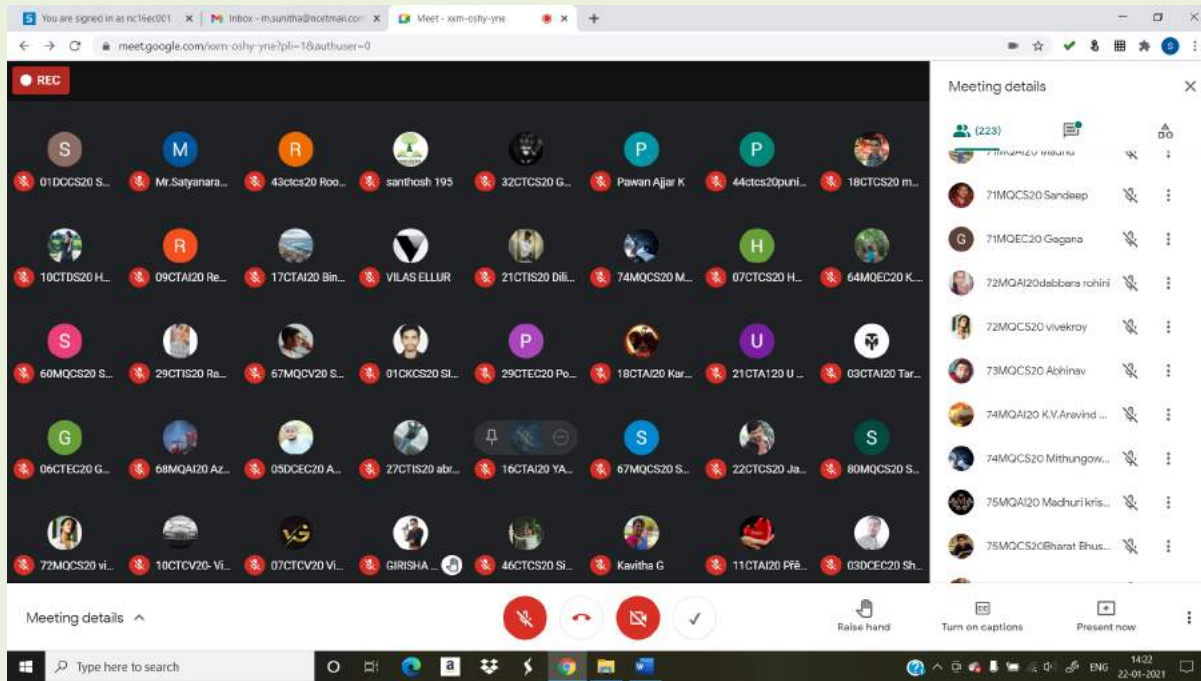 You are signed in as nc16ec001
Inbox - m.sunitha@ncetmail.com
Meet - xxm-oshy-yne
meet.google.com/xxm-oshy-yne?pli=1&authuser=0
REC
S M R P P
01DCCS20 S... Mr.Satyanara... 43ctcs20 Roo... santhosh 195 32CTCS20 G... Pawan Ajjar K 44ctcs20puni... 18CTCS20 m...
R H
10CTDS20 H... 09CTAI20 Re... 17CTAI20 Bin... VILAS ELLUR 21CTIS20 Dili... 74MQCS20 M... 07CTCS20 H... 64MQEC20 K...
S P U
60MQCS20 S... 29CTIS20 Ra... 67MQCV20 S... 01CKCS20 SI... 29CTEC20 Po... 18CTAI20 Kar... 21CTA120 U ... 03CTAI20 Tar...
G S S
06CTEC20 G... 68MQAI20 Az... 05DCEC20 A... 27CTIS20 abr... 16CTAI20 YA... 67MQCS20 S... 22CTCS20 Ja... 80MQCS20 S...
72MQCS20 vi... 10CTCV20- Vi... 07CTCV20 Vi... GIRISHA ... 46CTCS20 Si... Kavitha G 11CTAI20 Přê... 03DCEC20 Sh...
Meeting details
(223)
71MQAI20 Madhu
71MQCS20 Sandeep
G 71MQEC20 Gagana
72MQAI20dabbara rohini
72MQCS20 vivekroy
73MQCS20 Abhinav
74MQAI20 K.V.Aravind ...
74MQCS20 Mithungow...
75MQAI20 Madhuri kris...
75MQCS20Bharat Bhus...
Meeting details
Raise hand
Turn on captions
Present now
Type here to search
ENG
14:22
22-01-2021